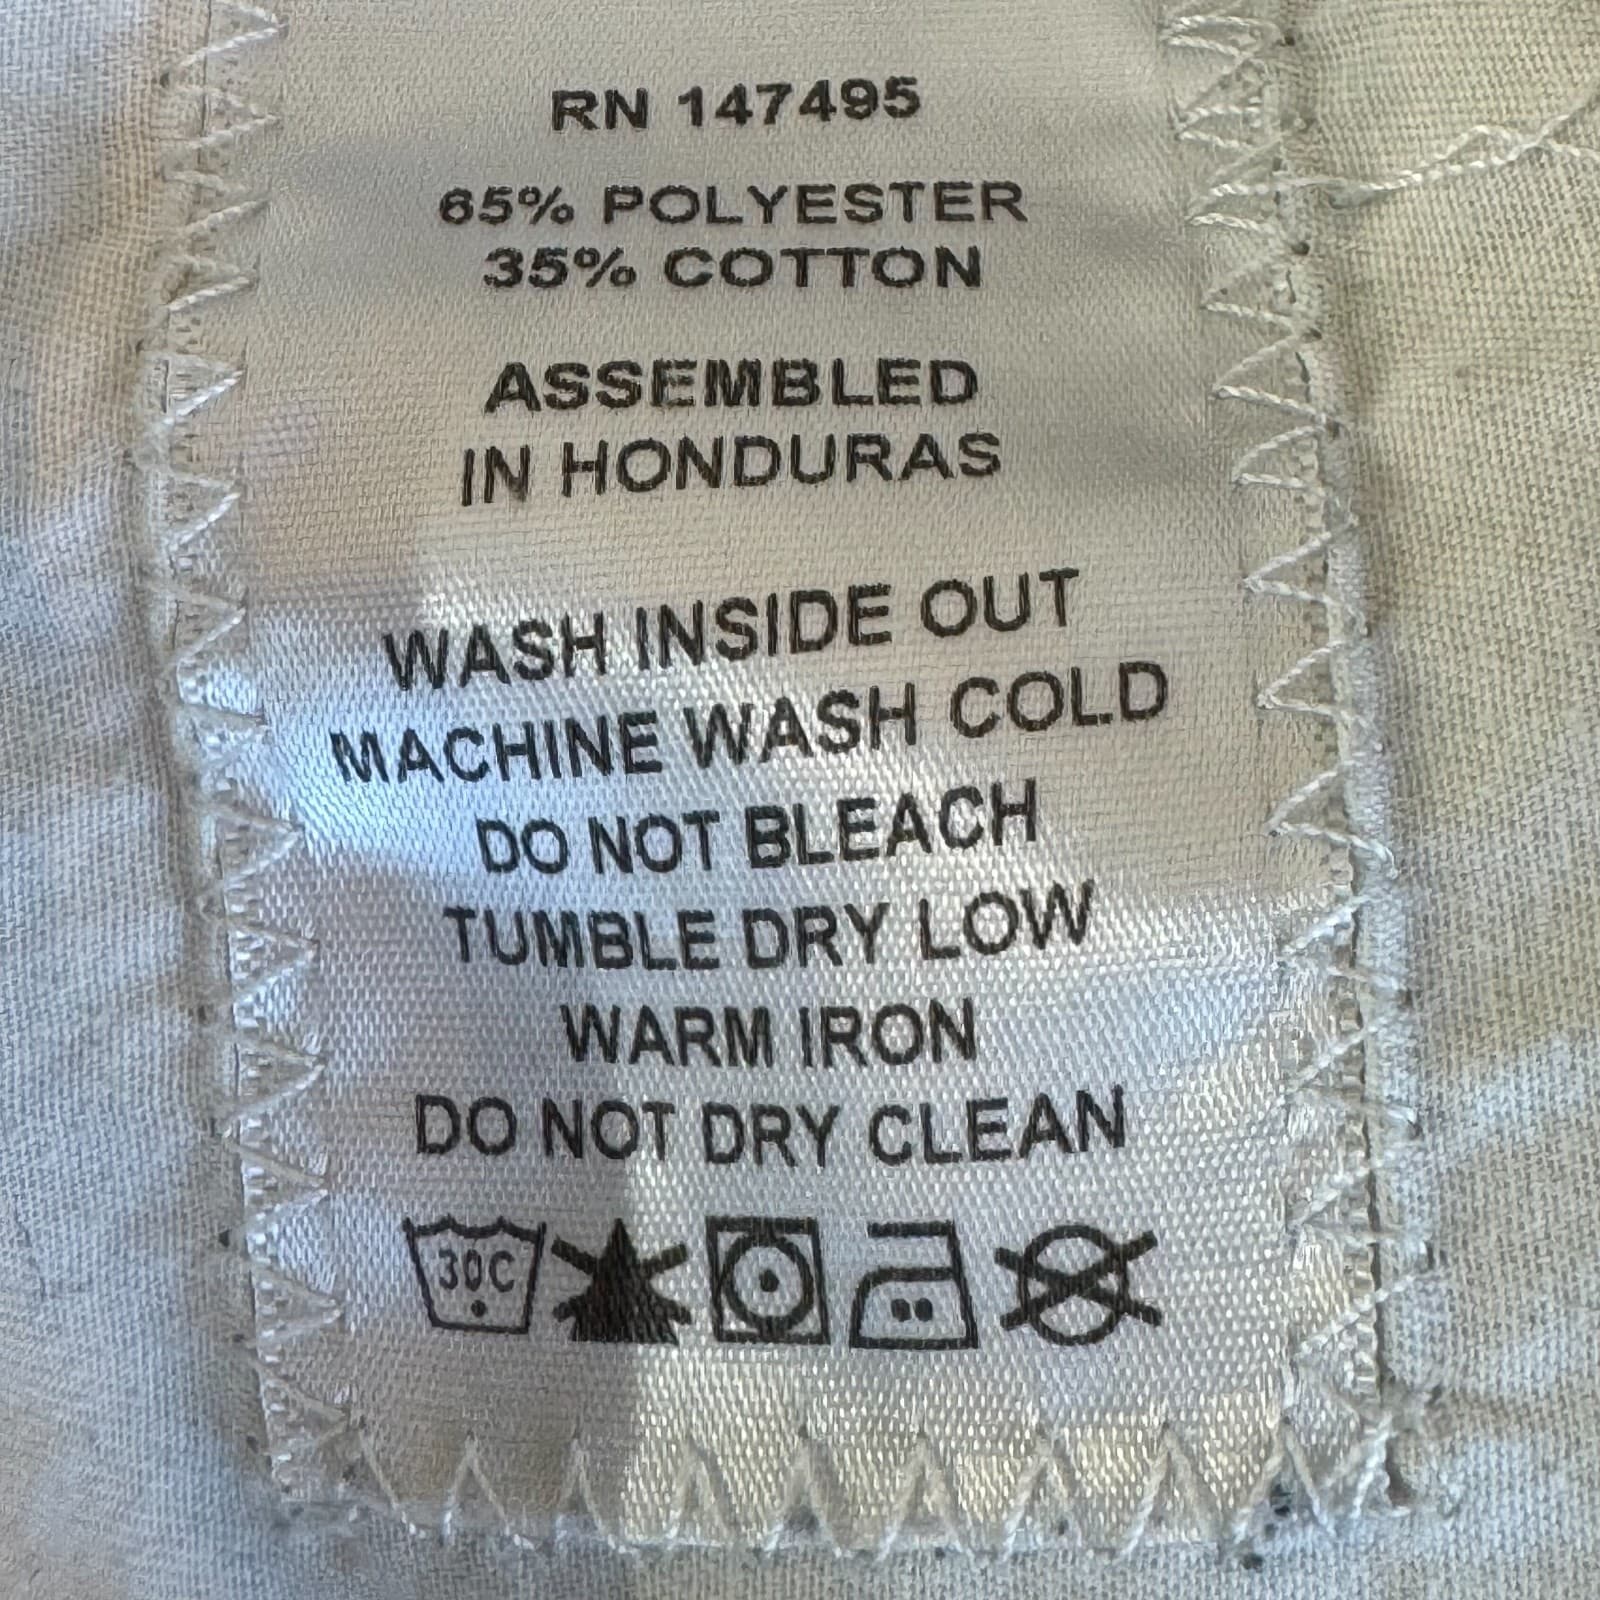 RN 147495
65% POLYESTER
35% COTTON
ASSEMBLED
IN HONDURAS
WASH INSIDE OUT
MACHINE WASH COLD
DO NOT BLEACH
TUMBLE DRY LOW
WARM IRON
DO NOT DRY CLEAN
30C